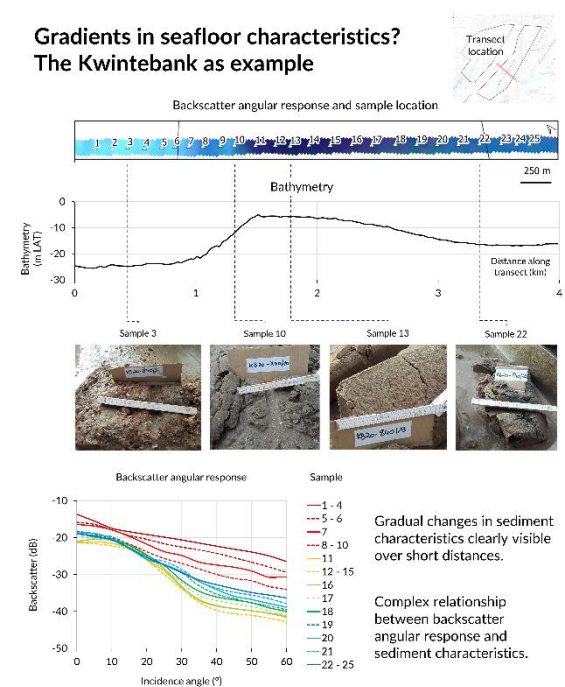 Gradients in seafloor characteristics?
The Kwintebank as example
Transect
location
Backscatter angular response and sample location
1 2 3 4 5 6 7 8 9 10 11 12 13 14 15 16 17 18 19 20 21 22 23 24 25
250 m
Bathymetry
Bathymetry
(m LAT)
0
-10
-20
-30
0 1 2 3 4
Distance along
transect (km)
Sample 3
Sample 10
Sample 13
Sample 22
Backscatter angular response
Sample
Backscatter (dB)
-10
-20
-30
-40
-50
0 10 20 30 40 50 60
Incidence angle (°)
1 - 4
5 - 6
7
8 - 10
11
12 - 15
16
17
18
19
20
21
22 - 25
Gradual changes in sediment
characteristics clearly visible
over short distances.
Complex relationship
between backscatter
angular response and
sediment characteristics.